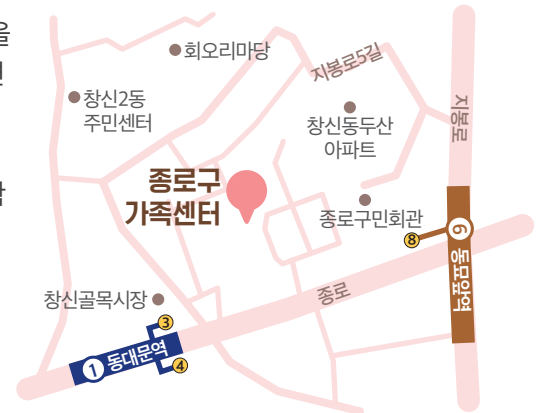 을
회오리마당
지봉로5길
창신2동
주민센터
지봉로
창신동두산
아파트
종로구
가족센터
종로구민회관
8
6 동묘앞역
창신골목시장
종로
3
1 동대문역
4